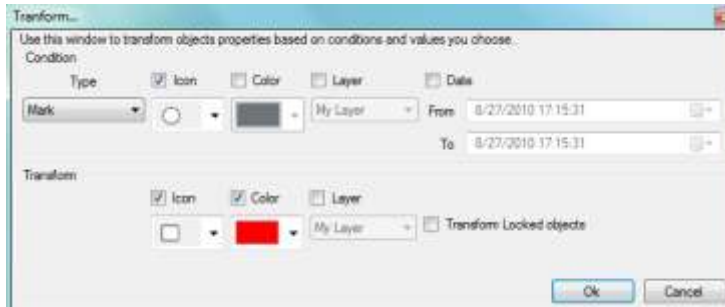 Tranform...
Use this window to transform objects properties based on conditions and values you choose.
Condition
Type Icon Color Layer Date
Mark My Layer From 8/27/2010 17:15:31
To 8/27/2010 17:15:31
Transform
Icon Color Layer
My Layer Transform Locked objects
Ok Cancel